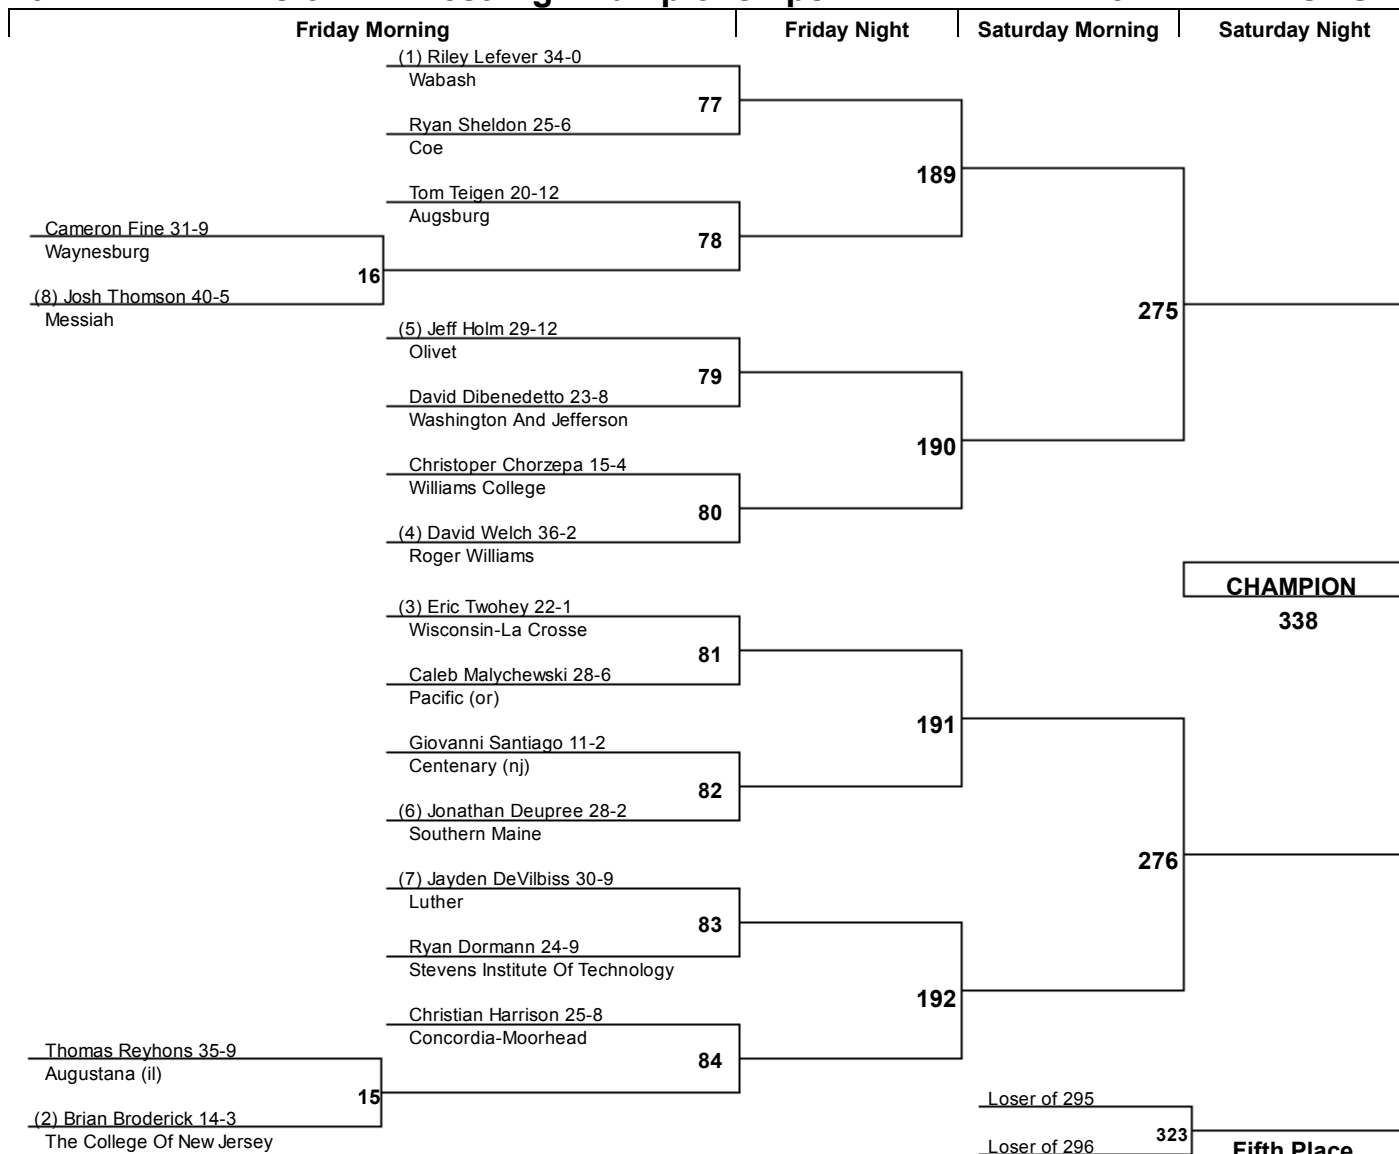 Friday Morning
Friday Night
Saturday Morning
Saturday Night
(1) Riley Lefever 34-0
Wabash
77
Ryan Sheldon 25-6
Coe
189
Tom Teigen 20-12
Augsburg
Cameron Fine 31-9
Waynesburg
78
16
(8) Josh Thomson 40-5
Messiah
275
(5) Jeff Holm 29-12
Olivet
79
David Dibenedetto 23-8
Washington And Jefferson
190
Christoper Chorzepa 15-4
Williams College
80
(4) David Welch 36-2
Roger Williams
CHAMPION
338
(3) Eric Twohey 22-1
Wisconsin-La Crosse
81
Caleb Malychewski 28-6
Pacific (or)
191
Giovanni Santiago 11-2
Centenary (nj)
82
(6) Jonathan Deupree 28-2
Southern Maine
276
(7) Jayden DeVilbiss 30-9
Luther
83
Ryan Dormann 24-9
Stevens Institute Of Technology
192
Christian Harrison 25-8
Concordia-Moorhead
Thomas Reyhons 35-9
Augustana (il)
84
15
(2) Brian Broderick 14-3
The College Of New Jersey
Loser of 295
323
Loser of 296
Fifth Place